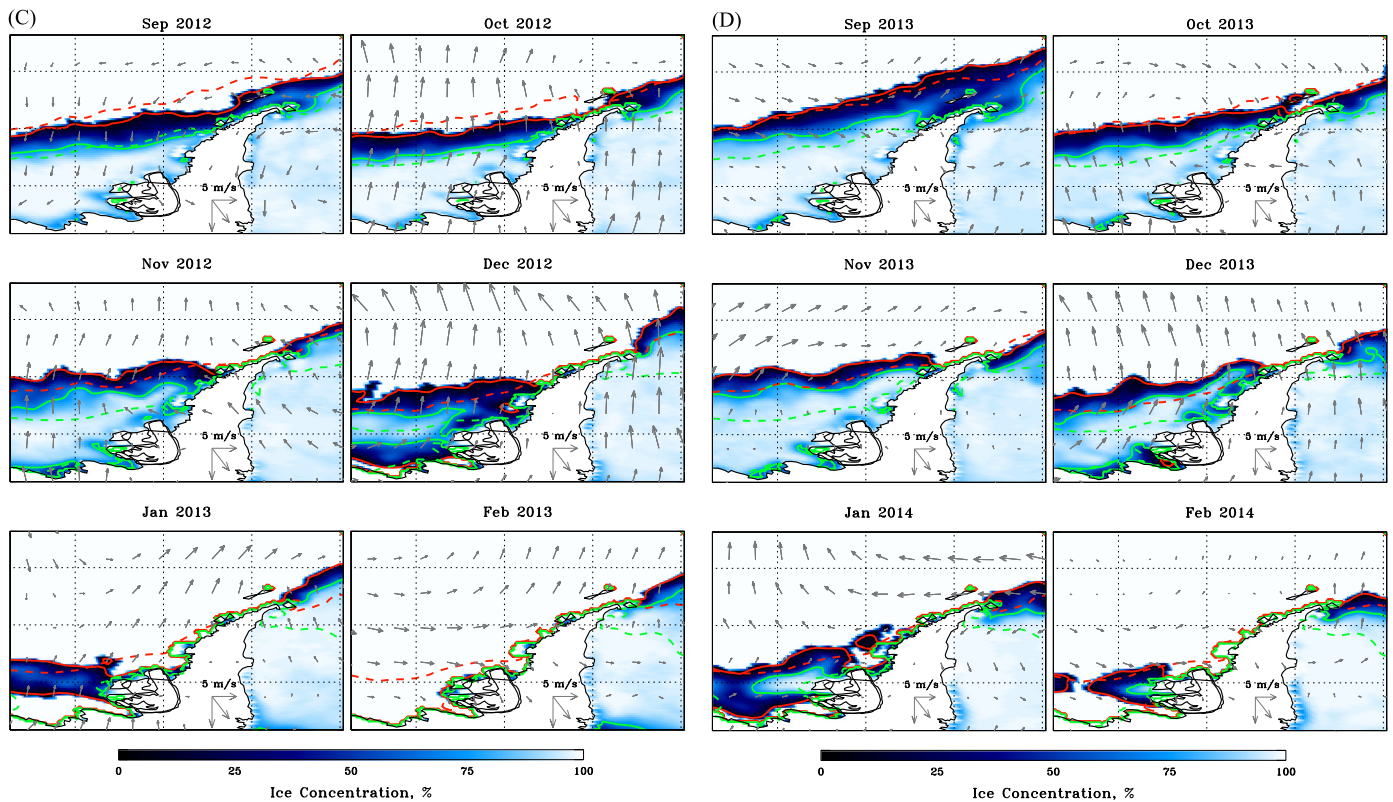 (C)
Sep 2012
Oct 2012
5 m/s
5 m/s
Nov 2012
Dec 2012
5 m/s
5 m/s
Jan 2013
Feb 2013
5 m/s
5 m/s
0 25 50 75 100
Ice Concentration, %
(D)
Sep 2013
Oct 2013
5 m/s
5 m/s
Nov 2013
Dec 2013
5 m/s
5 m/s
Jan 2014
Feb 2014
5 m/s
5 m/s
0 25 50 75 100
Ice Concentration, %